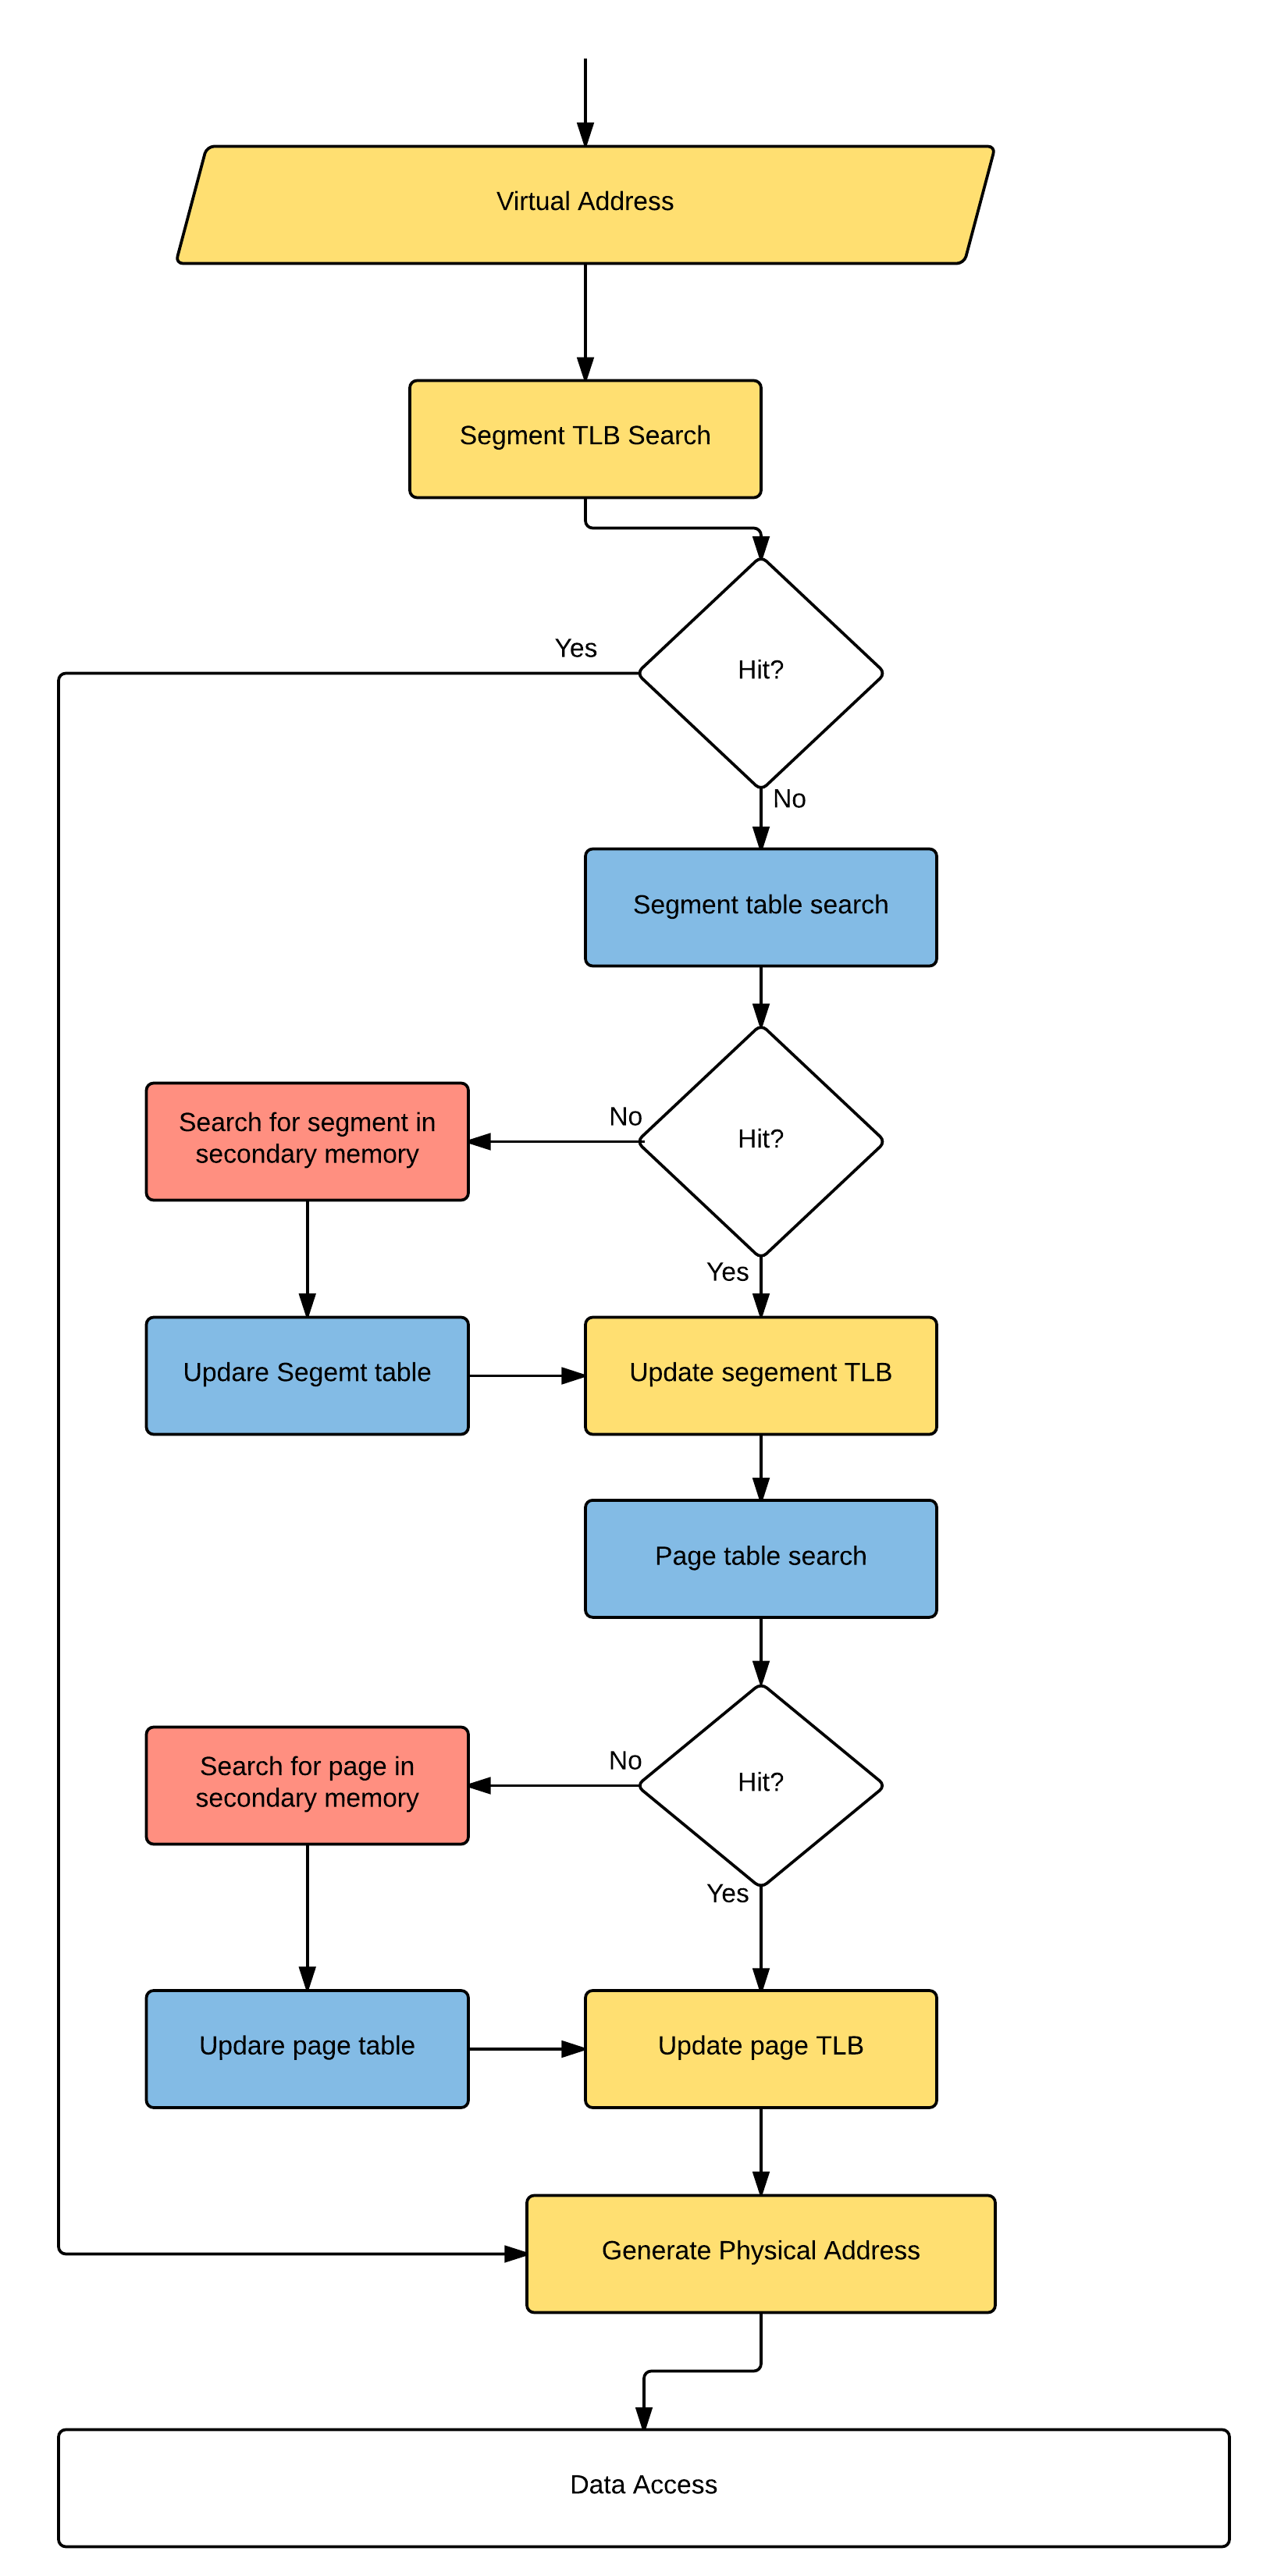 Virtual Address
Segment TLB Search
Hit?
Yes
No
Segment table search
Hit?
No
Search for segment in
secondary memory
Yes
Updare Segemt table
Update segement TLB
Page table search
Hit?
No
Search for page in
secondary memory
Yes
Updare page table
Update page TLB
Generate Physical Address
Data Access